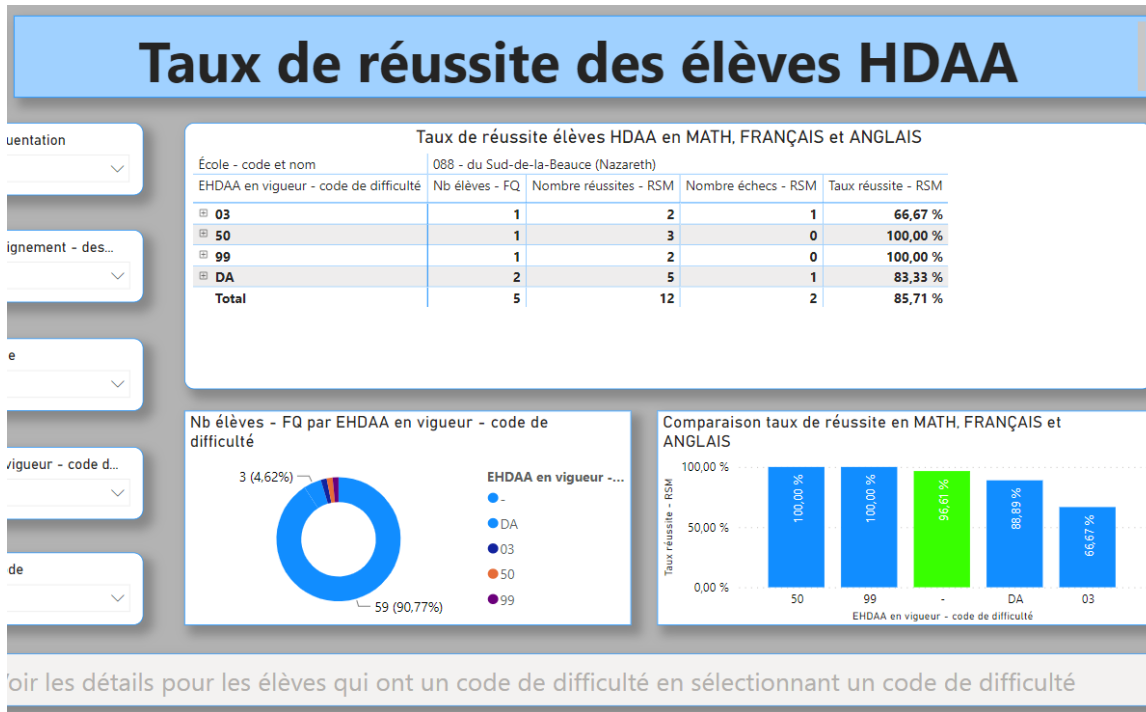 Taux de réussite des élèves HDAA
uentation
ignement - des...
e
vigueur - code d...
de
Taux de réussite élèves HDAA en MATH, FRANÇAIS et ANGLAIS
École - code et nom 088 - du Sud-de-la-Beauce (Nazareth)
EHDAA en vigueur - code de difficulté Nb élèves - FQ Nombre réussites - RSM Nombre échecs - RSM Taux réussite - RSM
03 1 2 1 66,67 %
50 1 3 0 100,00 %
99 1 2 0 100,00 %
DA 2 5 1 83,33 %
Total 5 12 2 85,71 %
Nb élèves - FQ par EHDAA en vigueur - code de
difficulté
3 (4,62%)
59 (90,77%)
EHDAA en vigueur -...
-
DA
03
50
99
Comparaison taux de réussite en MATH, FRANÇAIS et
ANGLAIS
Taux réussite - RSM
100,00 %
50,00 %
0,00 %
100,00 %
100,00 %
96,61 %
88,89 %
66,67 %
50 99 - DA 03
EHDAA en vigueur - code de difficulté
oir les détails pour les élèves qui ont un code de difficulté en sélectionnant un code de difficulté